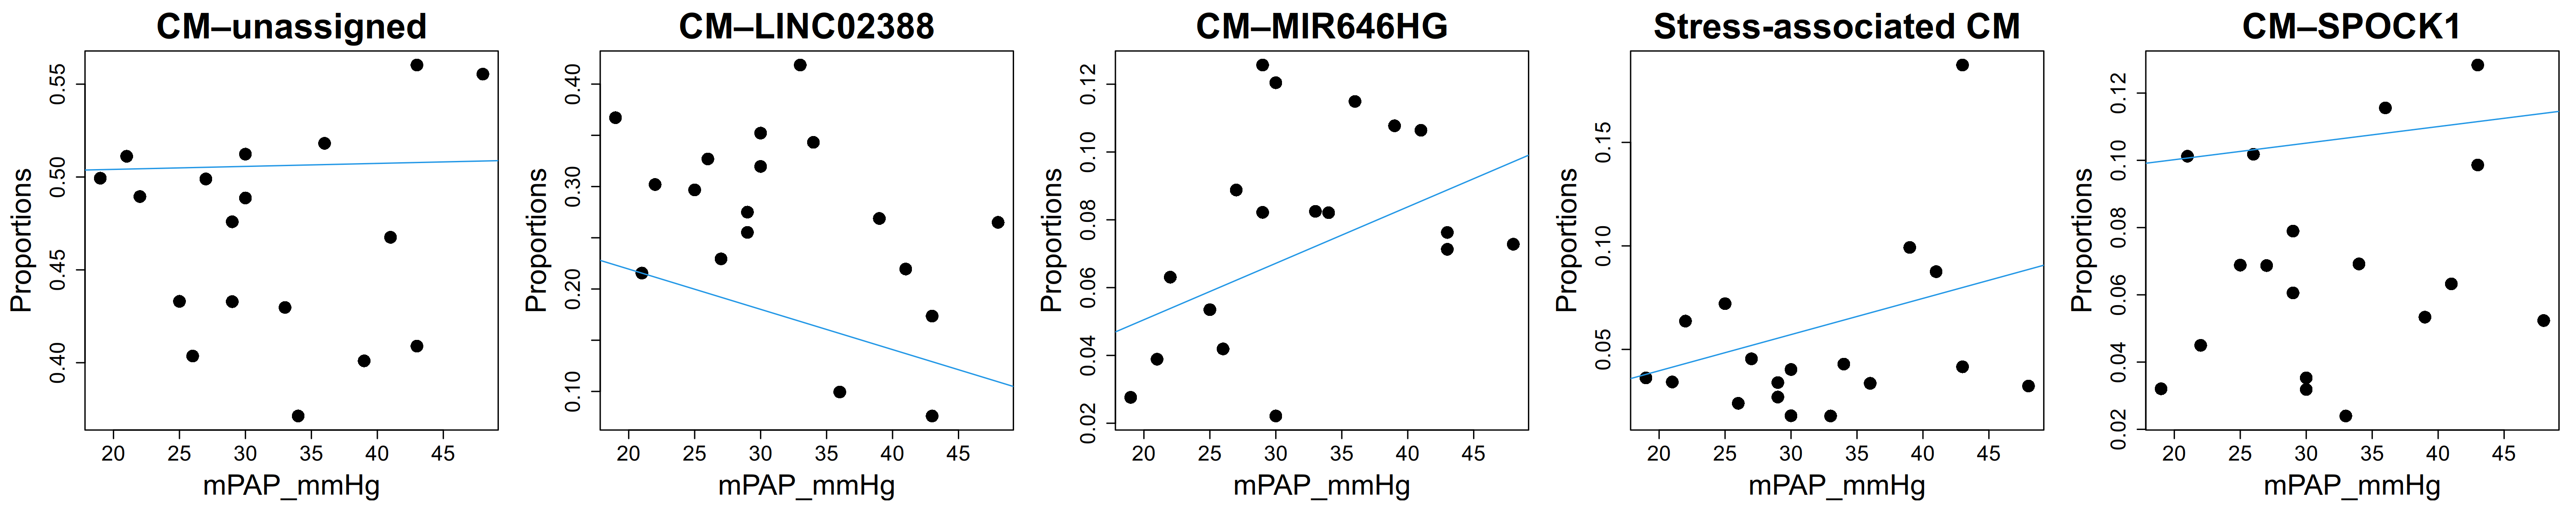 CM–unassigned
Proportions
0.55
0.50
0.45
0.40
20 25 30 35 40 45
mPAP_mmHg
CM–LINC02388
Proportions
0.40
0.30
0.20
0.10
20 25 30 35 40 45
mPAP_mmHg
CM–MIR646HG
Proportions
0.12
0.10
0.08
0.06
0.04
0.02
20 25 30 35 40 45
mPAP_mmHg
Stress-associated CM
Proportions
0.15
0.10
0.05
20 25 30 35 40 45
mPAP_mmHg
CM–SPOCK1
Proportions
0.12
0.10
0.08
0.06
0.04
0.02
20 25 30 35 40 45
mPAP_mmHg